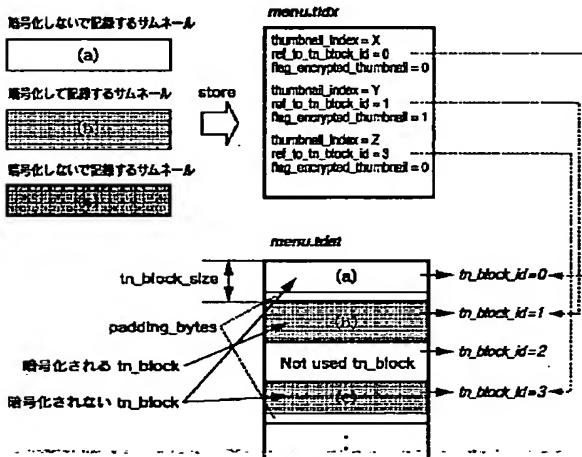 暗号化しないで記録するサムネール
(a)
暗号化して記録するサムネール
(b)
暗号化しないで記録するサムネール
store
menu.tidx
thumbnail_index = X
ref_to_tn_block_id = 0
flag_encrypted_thumbnail = 0
thumbnail_index = Y
ref_to_tn_block_id = 1
flag_encrypted_thumbnail = 1
thumbnail_index = Z
ref_to_tn_block_id = 3
flag_encrypted_thumbnail = 0
menu.tdat
tn_block_size
padding_bytes
暗号化される tn_block
暗号化されない tn_block
(a)
(b)
Not used tn_block
(c)
tn_block_id=0
tn_block_id=1
tn_block_id=2
tn_block_id=3